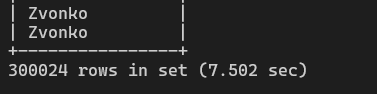 | Zvonko         |
| Zvonko         |
+----------------+
300024 rows in set (7.502 sec)